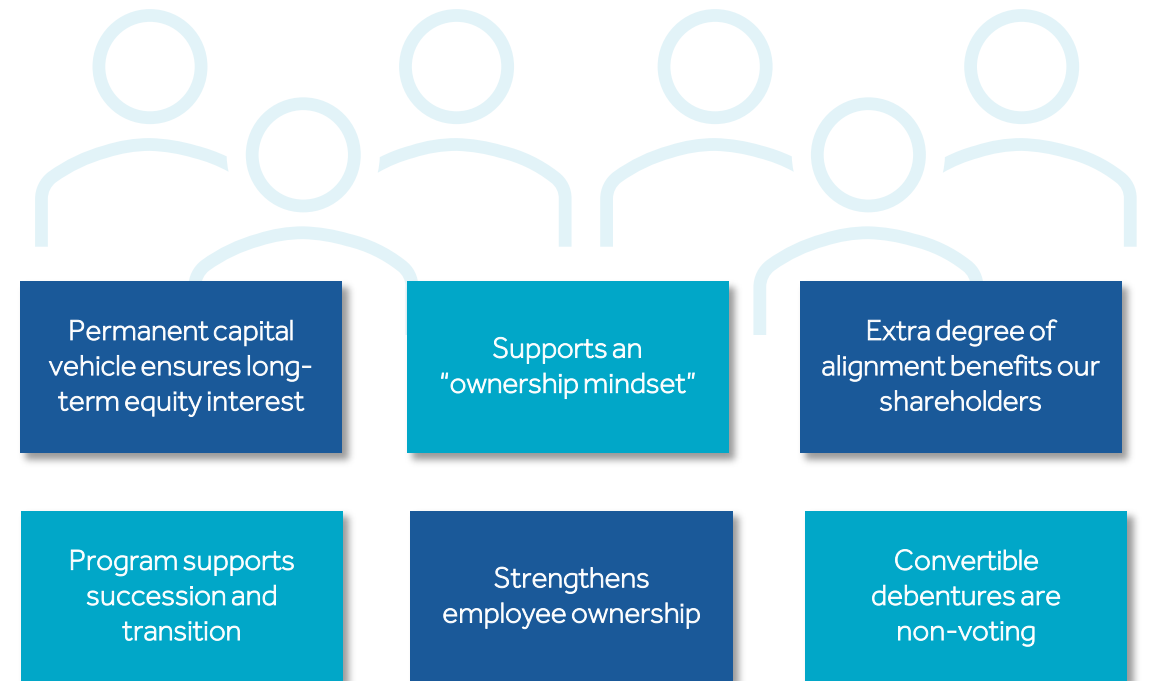 Permanent capital
vehicle ensures long-
term equity interest
Supports an
“ownership mindset”
Extra degree of
alignment benefits our
shareholders
Program supports
succession and
transition
Strengthens
employee ownership
Convertible
debentures are
non-voting